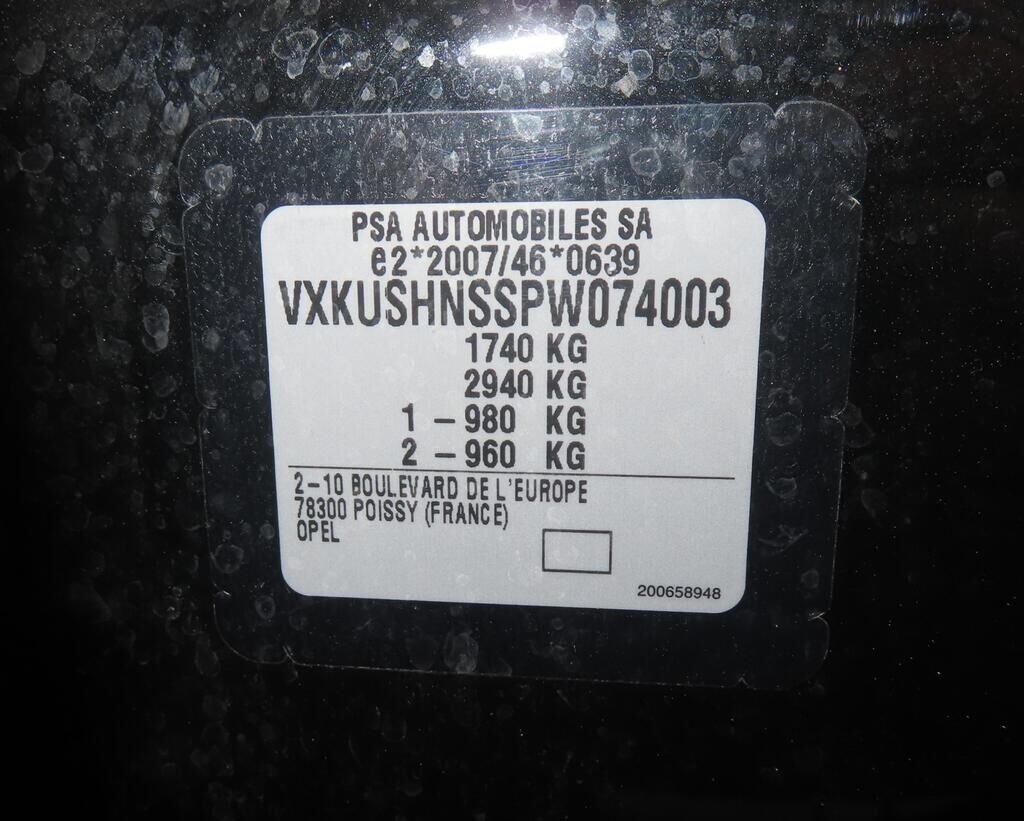 PSA AUTOMOBILES SA
e2*2007/46*0639
VXKUSHNSSPW074003
1740 KG
2940 KG
1 – 980 KG
2 – 960 KG
2–10 BOULEVARD DE L'EUROPE
78300 POISSY (FRANCE)
OPEL
200658948